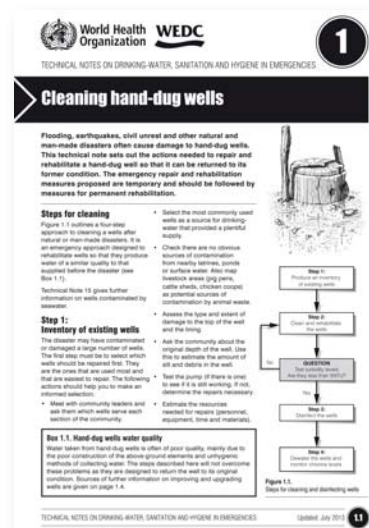 World Health
Organization
WEDC
1
TECHNICAL NOTES ON DRINKING-WATER, SANITATION AND HYGIENE IN EMERGENCIES
Cleaning hand-dug wells
Flooding, earthquakes, civil unrest and other natural and
man-made disasters often cause damage to hand-dug wells.
This technical note sets out the actions needed to repair and
rehabilitate a hand-dug well so that it can be returned to its
former condition. The emergency repair and rehabilitation
measures proposed are temporary and should be followed by
measures for permanent rehabilitation.
Steps for cleaning
Figure 1.1 outlines a four-step
approach to cleaning a wells after
natural or man-made disasters. It is
an emergency approach designed to
rehabilitate wells so that they produce
water of a similar quality to that
supplied before the disaster (see
Box 1.1).
Technical Note 15 gives further
information on wells contaminated by
seawater.
Step 1:
Inventory of existing wells
The disaster may have contaminated
or damaged a large number of wells.
The first step must be to select which
wells should be repaired first. They
are the ones that are used most and
that are easiest to repair. The following
actions should help you to make an
informed selection:
• Meet with community leaders and
ask them which wells serve each
section of the community.
• Select the most commonly used
wells as a source for drinking-
water that provided a plentiful
supply.
• Check there are no obvious
sources of contamination
from nearby latrines, ponds
or surface water. Also map
livestock areas (pig pens,
cattle sheds, chicken coops)
as potential sources of
contamination by animal waste.
• Assess the type and extent of
damage to the top of the well
and the lining.
• Ask the community about the
original depth of the well. Use
this to estimate the amount of
silt and debris in the well.
• Test the pump (if there is one)
to see if it is still working. If not,
determine the repairs necessary.
• Estimate the resources
needed for repairs (personnel,
equipment, time and materials).
Box 1.1. Hand-dug wells water quality
Water taken from hand-dug wells is often of poor quality, mainly due to
the poor construction of the above-ground elements and unhygienic
methods of collecting water. The steps described here will not overcome
these problems as they are designed to return the well to its original
condition. Sources of further information on improving and upgrading
wells are given on page 1.4.
Step 1:
Produce an inventory
of existing wells
Step 2:
Clean and rehabilitate
the wells
QUESTION
Test turbidity levels:
Are they less than 5NTU?
No
Yes
Step 3:
Disinfect the wells
Step 4:
Dewater the wells and
monitor chlorine levels
Figure 1.1.
Steps for cleaning and disinfecting wells
TECHNICAL NOTES ON DRINKING-WATER, SANITATION AND HYGIENE IN EMERGENCIES
Updated: July 2013
1.1